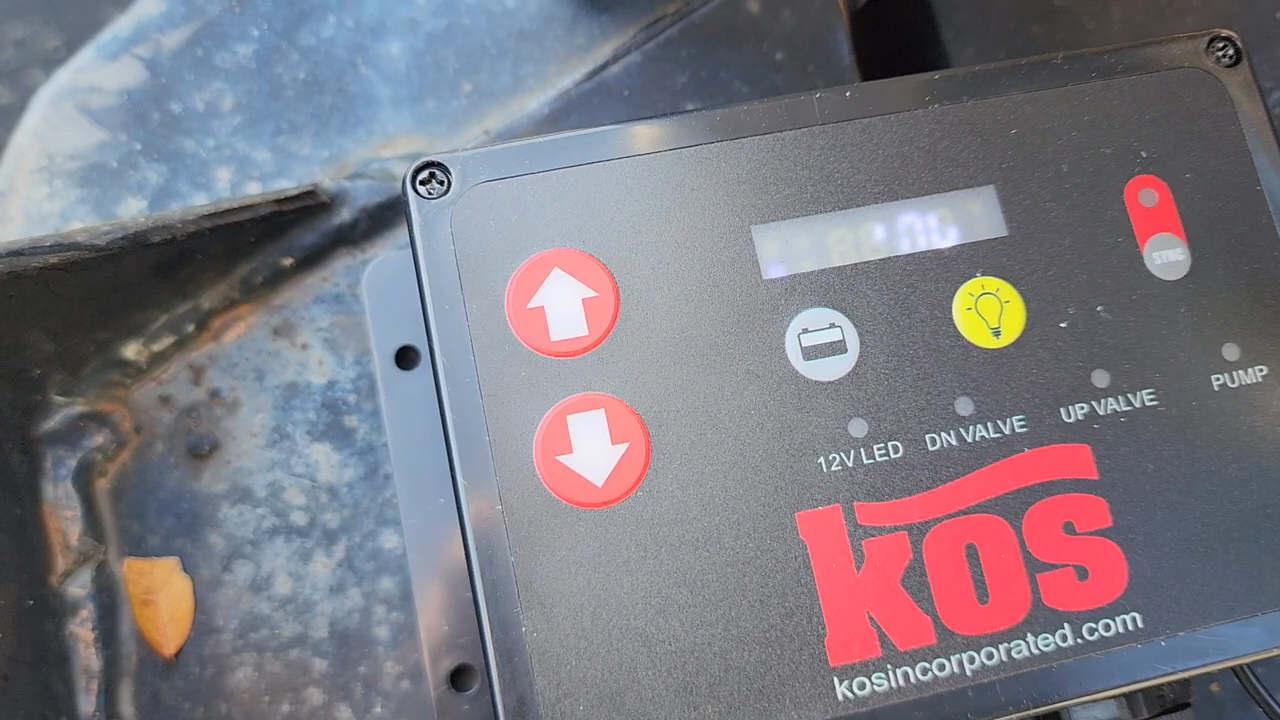 SYNC
PUMP
UP VALVE
DN VALVE
12V LED
kos
kosincorporated.com